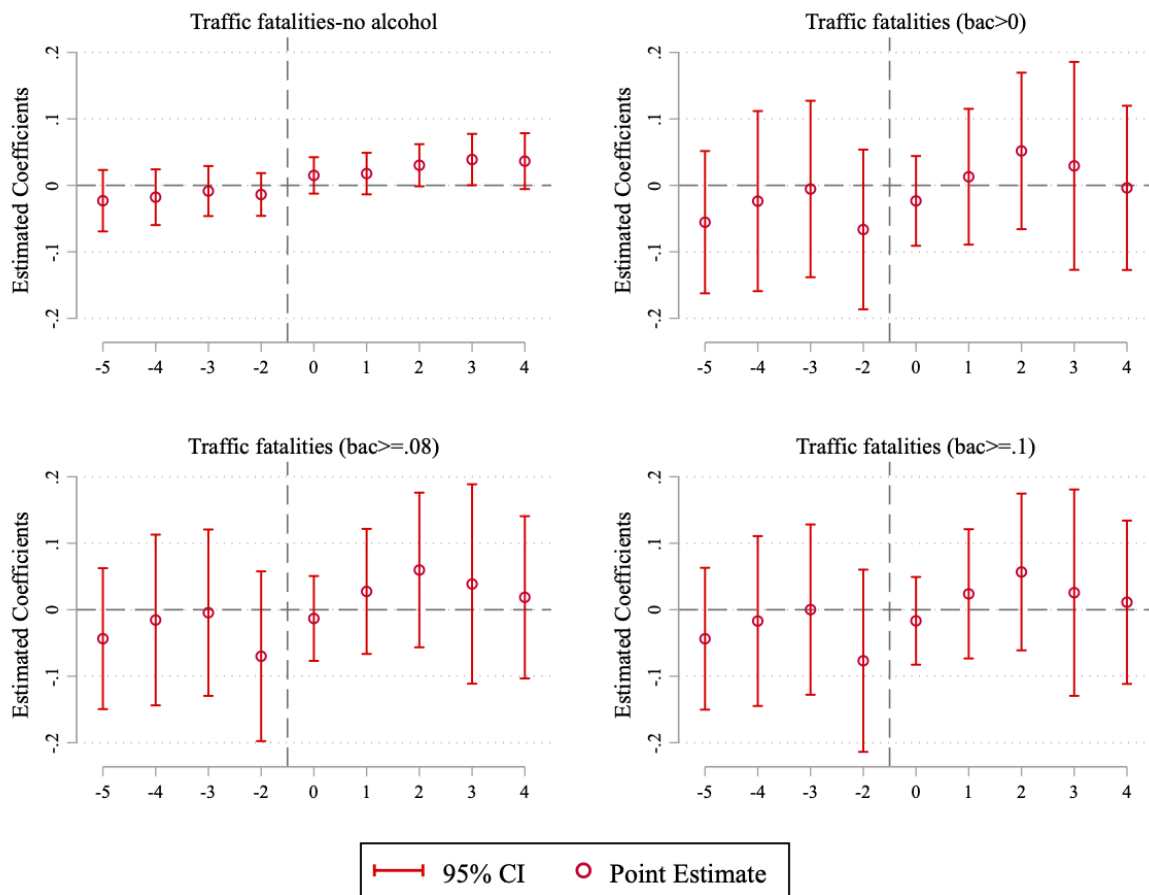 Traffic fatalities-no alcohol
Estimated Coefficients
.2
.1
0
-.1
-.2
-5 -4 -3 -2 0 1 2 3 4
Traffic fatalities (bac>0)
Estimated Coefficients
.2
.1
0
-.1
-.2
-5 -4 -3 -2 0 1 2 3 4
Traffic fatalities (bac>=.08)
Estimated Coefficients
.2
.1
0
-.1
-.2
-5 -4 -3 -2 0 1 2 3 4
Traffic fatalities (bac>=.1)
Estimated Coefficients
.2
.1
0
-.1
-.2
-5 -4 -3 -2 0 1 2 3 4
95% CI Point Estimate